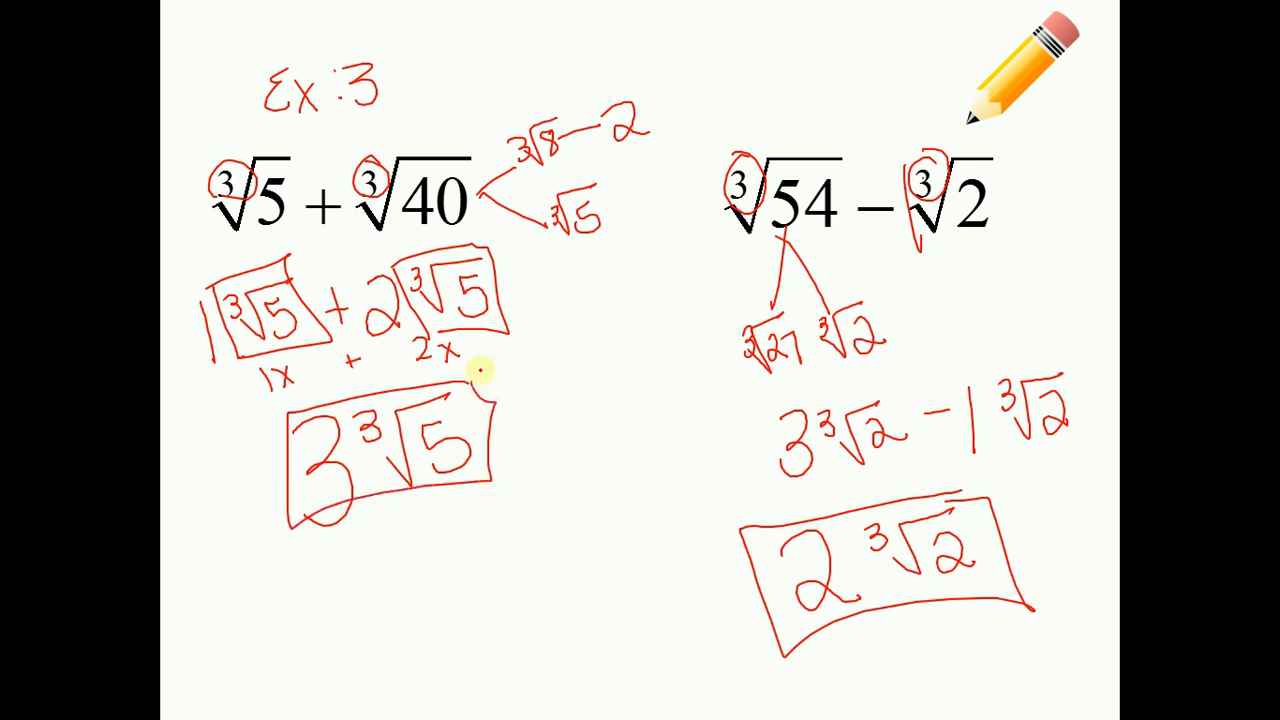 Ex:3
∛5 + ∛40
∛8 — 2
∛5
1∛5 + 2∛5
1x + 2x
3∛5
∛54 − ∛2
∛27 ∛2
3∛2 − 1∛2
2∛2